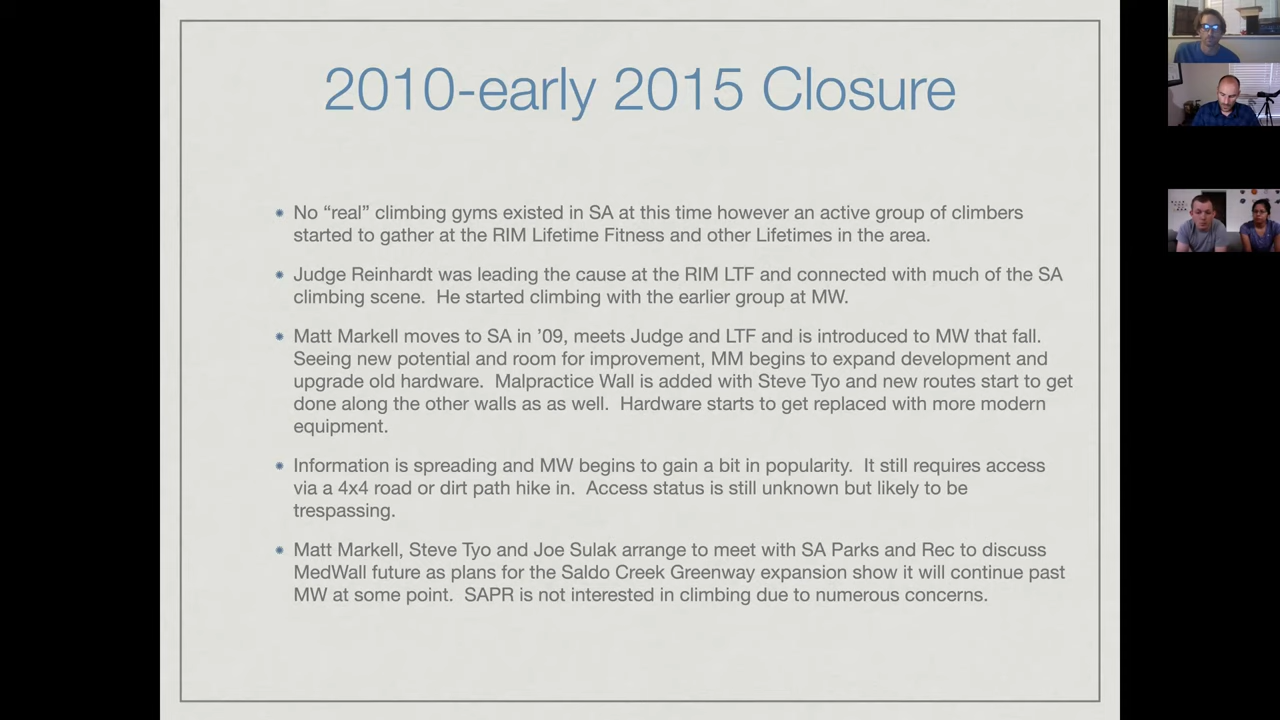 2010-early 2015 Closure
No “real” climbing gyms existed in SA at this time however an active group of climbers
started to gather at the RIM Lifetime Fitness and other Lifetimes in the area.
Judge Reinhardt was leading the cause at the RIM LTF and connected with much of the SA
climbing scene.  He started climbing with the earlier group at MW.
Matt Markell moves to SA in ’09, meets Judge and LTF and is introduced to MW that fall.
Seeing new potential and room for improvement, MM begins to expand development and
upgrade old hardware.  Malpractice Wall is added with Steve Tyo and new routes start to get
done along the other walls as as well.  Hardware starts to get replaced with more modern
equipment.
Information is spreading and MW begins to gain a bit in popularity.  It still requires access
via a 4x4 road or dirt path hike in.  Access status is still unknown but likely to be
trespassing.
Matt Markell, Steve Tyo and Joe Sulak arrange to meet with SA Parks and Rec to discuss
MedWall future as plans for the Saldo Creek Greenway expansion show it will continue past
MW at some point.  SAPR is not interested in climbing due to numerous concerns.